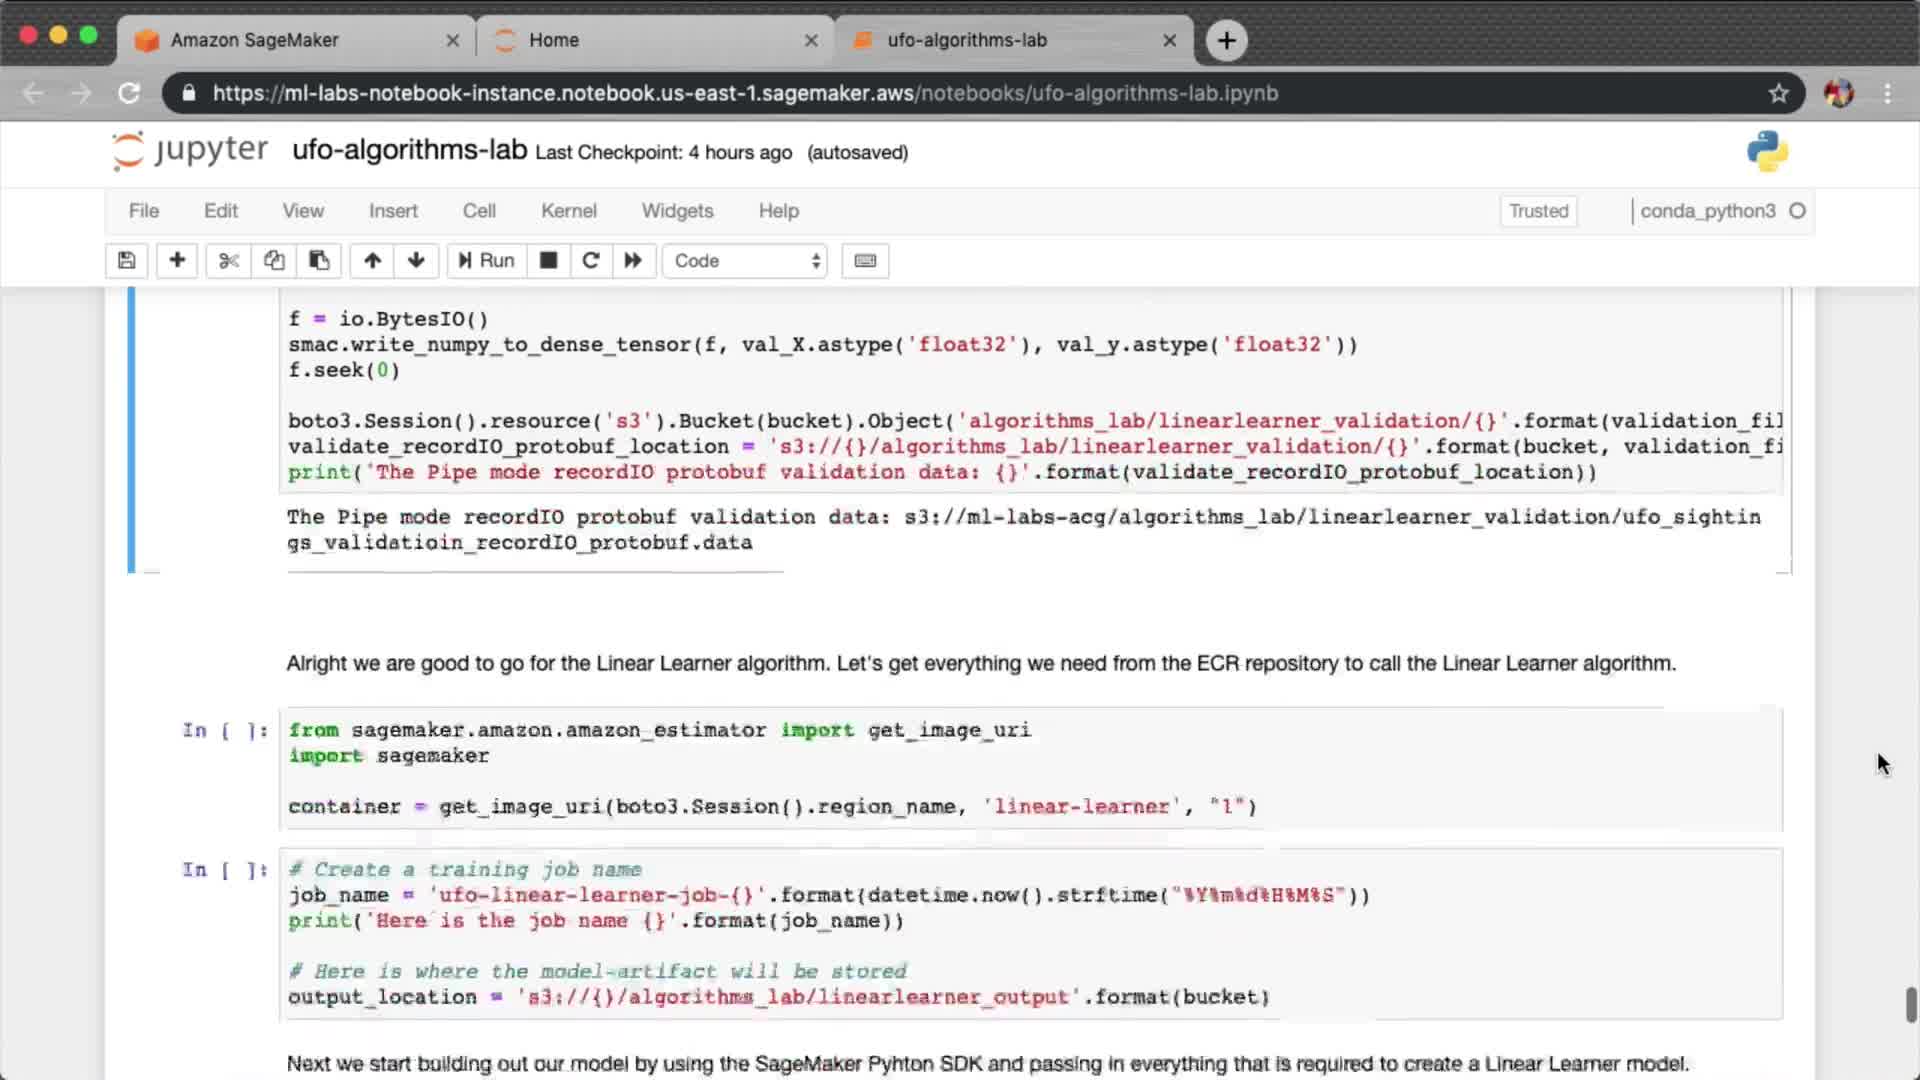 Amazon SageMaker
Home
ufo-algorithms-lab
https://ml-labs-notebook-instance.notebook.us-east-1.sagemaker.aws/notebooks/ufo-algorithms-lab.ipynb
jupyter ufo-algorithms-lab Last Checkpoint: 4 hours ago (autosaved)
File Edit View Insert Cell Kernel Widgets Help Trusted conda_python3
Run Code
f = io.BytesIO()
smac.write_numpy_to_dense_tensor(f, val_X.astype('float32'), val_y.astype('float32'))
f.seek(0)
boto3.Session().resource('s3').Bucket(bucket).Object('algorithms_lab/linearlearner_validation/{}'.format(validation_fil
validate_recordIO_protobuf_location = 's3://{}/algorithms_lab/linearlearner_validation/{}'.format(bucket, validation_fi
print('The Pipe mode recordIO protobuf validation data: {}'.format(validate_recordIO_protobuf_location))
The Pipe mode recordIO protobuf validation data: s3://ml-labs-acg/algorithms_lab/linearlearner_validation/ufo_sightin
gs_validatioin_recordIO_protobuf.data
Alright we are good to go for the Linear Learner algorithm. Let's get everything we need from the ECR repository to call the Linear Learner algorithm.
In [ ]: from sagemaker.amazon.amazon_estimator import get_image_uri
import sagemaker
container = get_image_uri(boto3.Session().region_name, 'linear-learner', "1")
In [ ]: # Create a training job name
job_name = 'ufo-linear-learner-job-{}'.format(datetime.now().strftime("%Y%m%d%H%M%S"))
print('Here is the job name {}'.format(job_name))
# Here is where the model-artifact will be stored
output_location = 's3://{}/algorithms_lab/linearlearner_output'.format(bucket)
Next we start building out our model by using the SageMaker Pyhton SDK and passing in everything that is required to create a Linear Learner model.